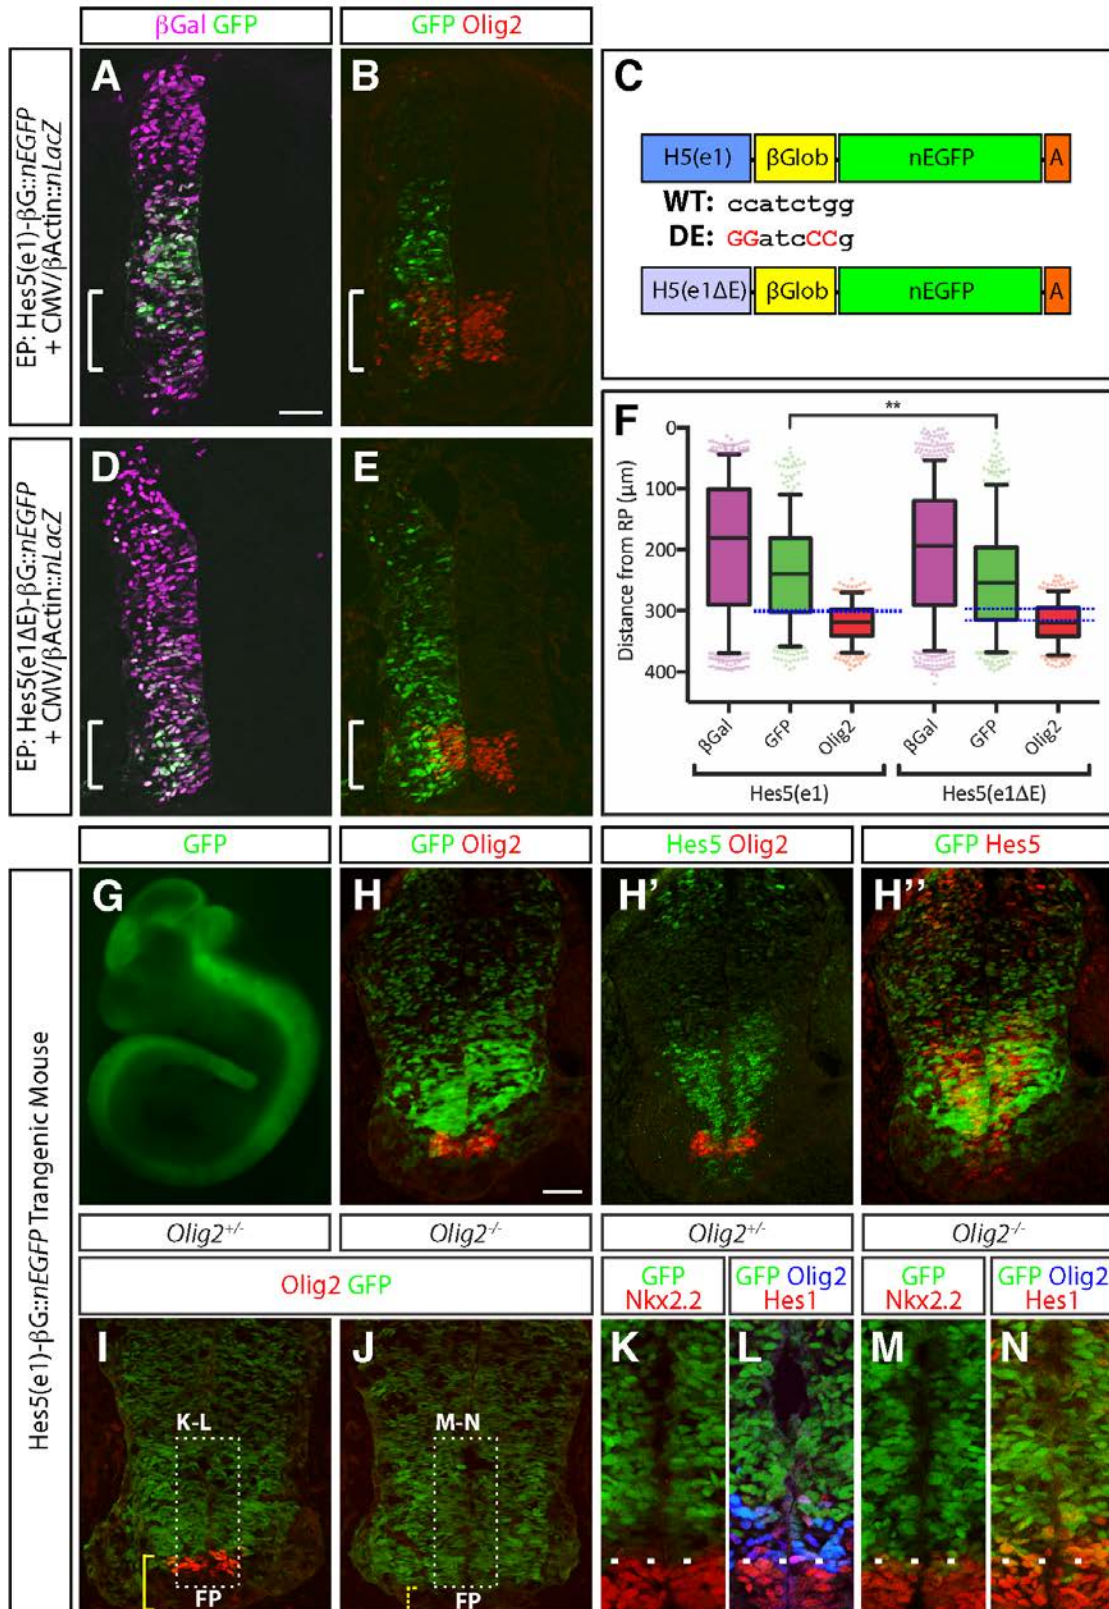 βGal GFP
GFP Olig2
EP: Hes5(e1)-βG::nEGFP
+ CMV/βActin::nLacZ
A
B
C
H5(e1)
βGlob
nEGFP
A
WT: ccatctgg
DE: GGatcCCg
H5(e1ΔE)
βGlob
nEGFP
A
EP: Hes5(e1ΔE)-βG::nEGFP
+ CMV/βActin::nLacZ
D
E
F
**
Distance from RP (μm)
0
100
200
300
400
βGal
GFP
Olig2
βGal
GFP
Olig2
Hes5(e1)
Hes5(e1ΔE)
GFP
GFP Olig2
Hes5 Olig2
GFP Hes5
Hes5(e1)-βG::nEGFP Trangenic Mouse
G
H
H'
H''
Olig2+/-
Olig2-/-
Olig2+/-
Olig2-/-
Olig2 GFP
GFP
Nkx2.2
GFP Olig2
Hes1
GFP
Nkx2.2
GFP Olig2
Hes1
I
K-L
FP
J
M-N
FP
K
L
M
N